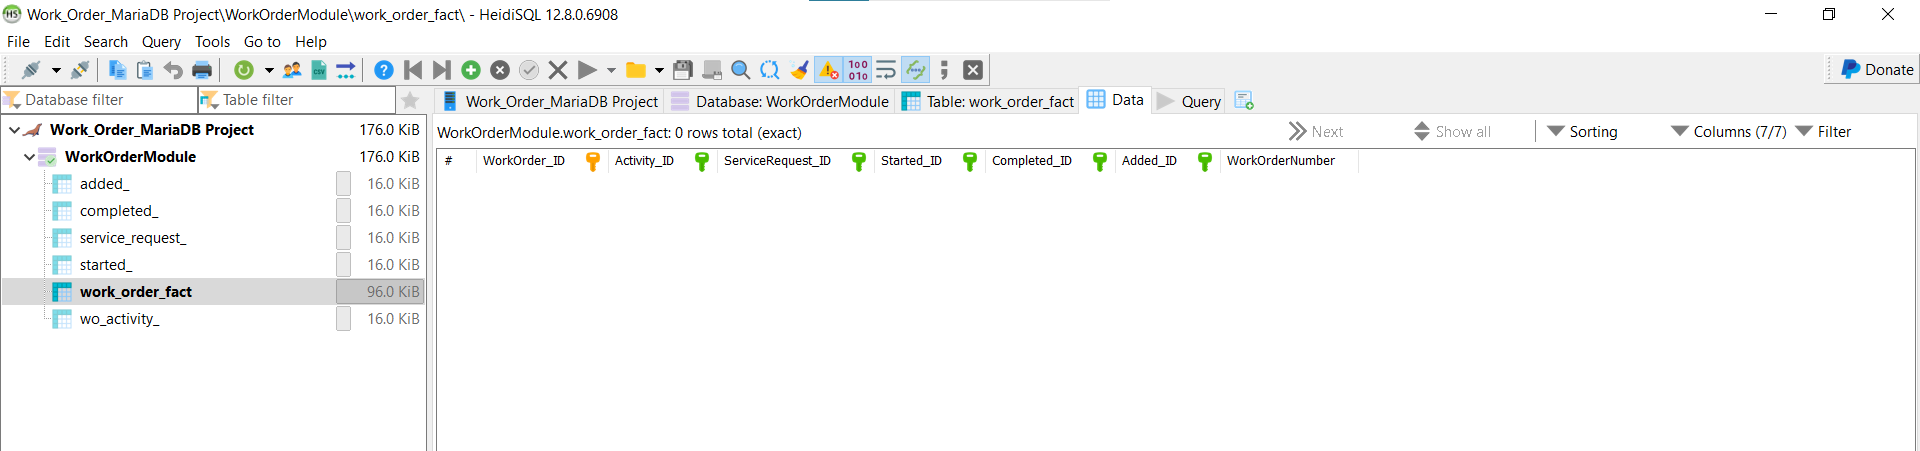 Work_Order_MariaDB Project\WorkOrderModule\work_order_fact\ - HeidiSQL 12.8.0.6908
File Edit Search Query Tools Go to Help
Donate
Database filter Table filter
Work_Order_MariaDB Project Database: WorkOrderModule Table: work_order_fact Data Query
Work_Order_MariaDB Project 176.0 KiB
WorkOrderModule 176.0 KiB
added_ 16.0 KiB
completed_ 16.0 KiB
service_request_ 16.0 KiB
started_ 16.0 KiB
work_order_fact 96.0 KiB
wo_activity_ 16.0 KiB
WorkOrderModule.work_order_fact: 0 rows total (exact) Next Show all Sorting Columns (7/7) Filter
# WorkOrder_ID Activity_ID ServiceRequest_ID Started_ID Completed_ID Added_ID WorkOrderNumber